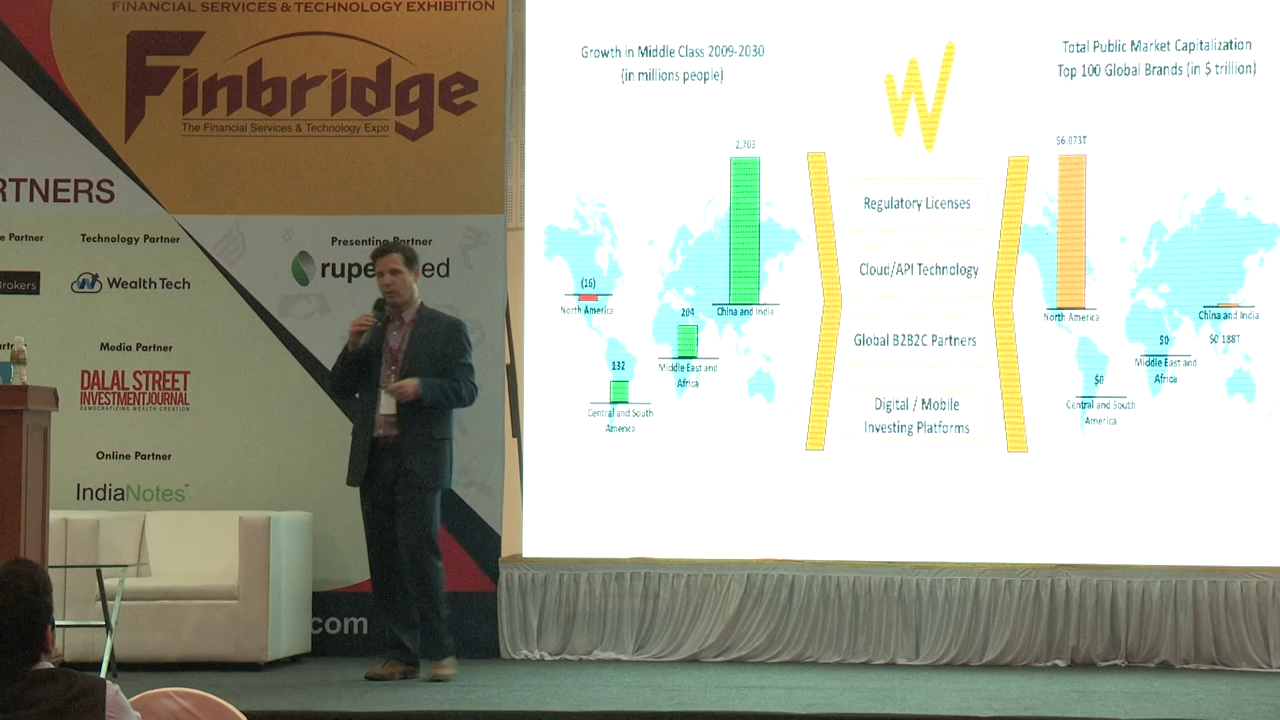 FINANCIAL SERVICES & TECHNOLOGY EXHIBITION
Finbridge
The Financial Services & Technology Expo
RTNERS
e Partner
Technology Partner
Presenting Partner
Brokers
WealthTech
rupe
ed
Media Partner
DALAL STREET
INVESTMENT JOURNAL
DEMOCRATIZING WEALTH CREATION
Online Partner
IndiaNotes
.com
Growth in Middle Class 2009-2030
(in millions people)
2,703
(16)
North America
204
China and India
132
Middle East and
Africa
Central and South
America
W
Regulatory Licenses
Cloud/API Technology
Global B2B2C Partners
Digital / Mobile
Investing Platforms
Total Public Market Capitalization
Top 100 Global Brands (in $ trillion)
$6.073T
North America
China and India
$0.188T
$0
Middle East and
Africa
$0
Central and South
America